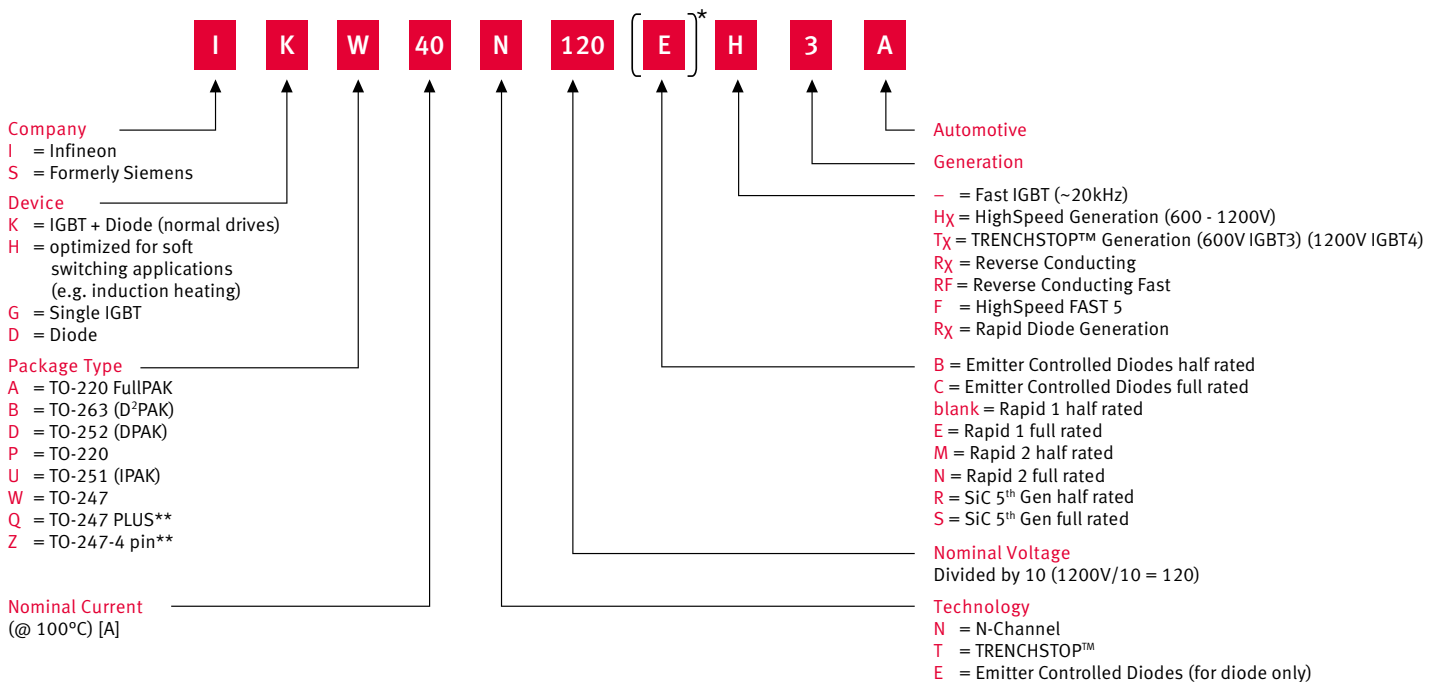 I K W 40 N 120 (E)* H 3 A
Company
I = Infineon
S = Formerly Siemens
Device
K = IGBT + Diode (normal drives)
H = optimized for soft
switching applications
(e.g. induction heating)
G = Single IGBT
D = Diode
Package Type
A = TO-220 FullPAK
B = TO-263 (D²PAK)
D = TO-252 (DPAK)
P = TO-220
U = TO-251 (IPAK)
W = TO-247
Q = TO-247 PLUS**
Z = TO-247-4 pin**
Nominal Current
(@ 100°C) [A]
Automotive
Generation
– = Fast IGBT (~20kHz)
Hχ = HighSpeed Generation (600 - 1200V)
Tχ = TRENCHSTOP™ Generation (600V IGBT3) (1200V IGBT4)
Rχ = Reverse Conducting
RF = Reverse Conducting Fast
F = HighSpeed FAST 5
Rχ = Rapid Diode Generation
B = Emitter Controlled Diodes half rated
C = Emitter Controlled Diodes full rated
blank = Rapid 1 half rated
E = Rapid 1 full rated
M = Rapid 2 half rated
N = Rapid 2 full rated
R = SiC 5th Gen half rated
S = SiC 5th Gen full rated
Nominal Voltage
Divided by 10 (1200V/10 = 120)
Technology
N = N-Channel
T = TRENCHSTOP™
E = Emitter Controlled Diodes (for diode only)